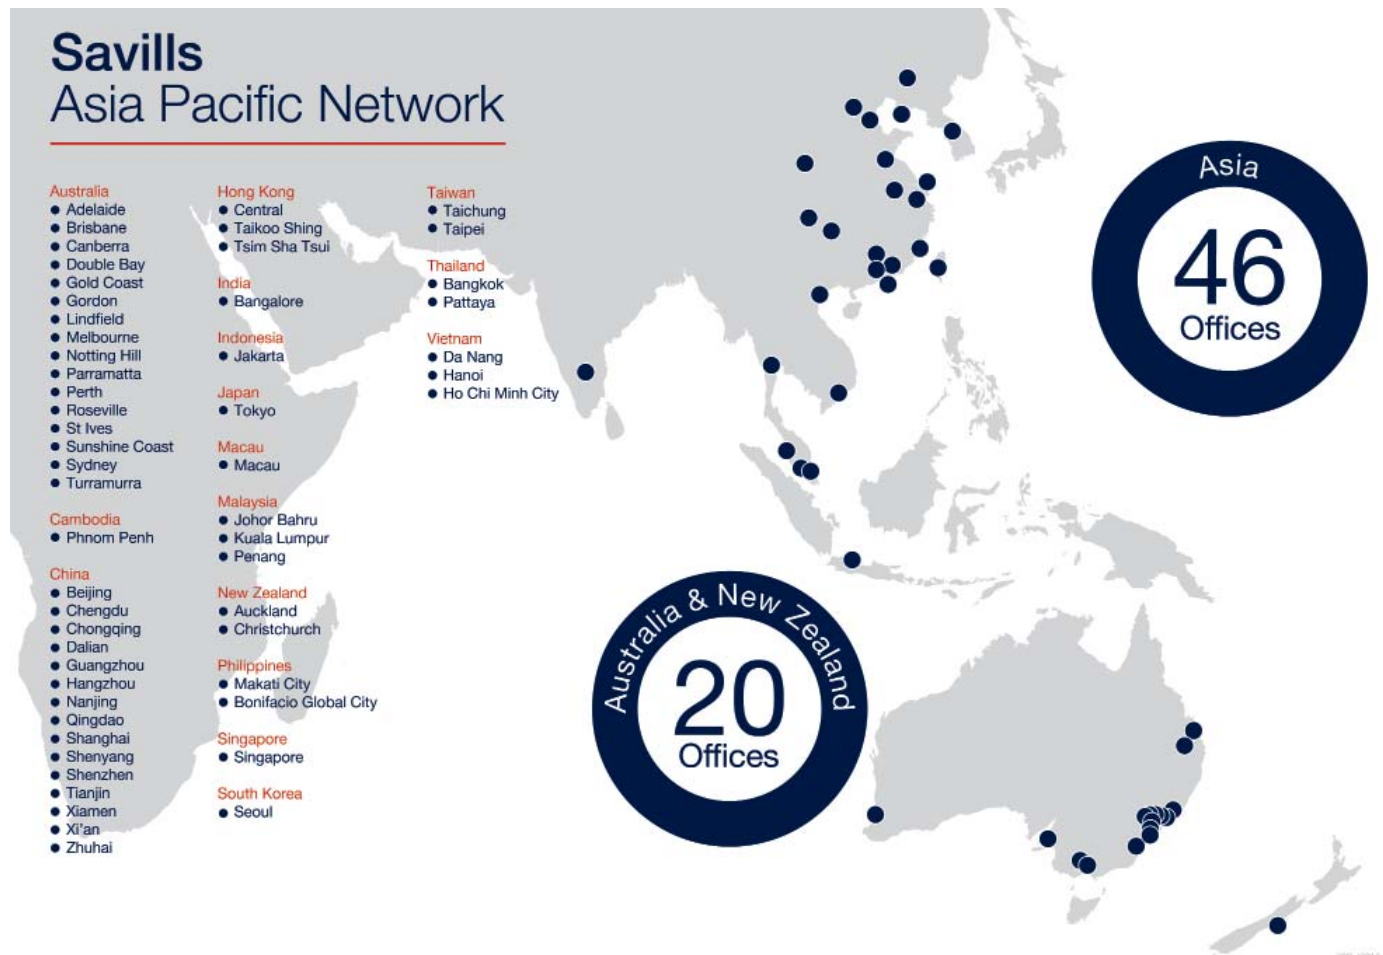 Savills
Asia Pacific Network
Australia
Adelaide
Brisbane
Canberra
Double Bay
Gold Coast
Gordon
Lindfield
Melbourne
Notting Hill
Parramatta
Perth
Roseville
St Ives
Sunshine Coast
Sydney
Turramurra
Cambodia
Phnom Penh
China
Beijing
Chengdu
Chongqing
Dalian
Guangzhou
Hangzhou
Nanjing
Qingdao
Shanghai
Shenyang
Shenzhen
Tianjin
Xiamen
Xi'an
Zhuhai
Hong Kong
Central
Taikoo Shing
Tsim Sha Tsui
India
Bangalore
Indonesia
Jakarta
Japan
Tokyo
Macau
Macau
Malaysia
Johor Bahru
Kuala Lumpur
Penang
New Zealand
Auckland
Christchurch
Philippines
Makati City
Bonifacio Global City
Singapore
Singapore
South Korea
Seoul
Taiwan
Taichung
Taipei
Thailand
Bangkok
Pattaya
Vietnam
Da Nang
Hanoi
Ho Chi Minh City
Asia
46
Offices
Australia & New Zealand
20
Offices